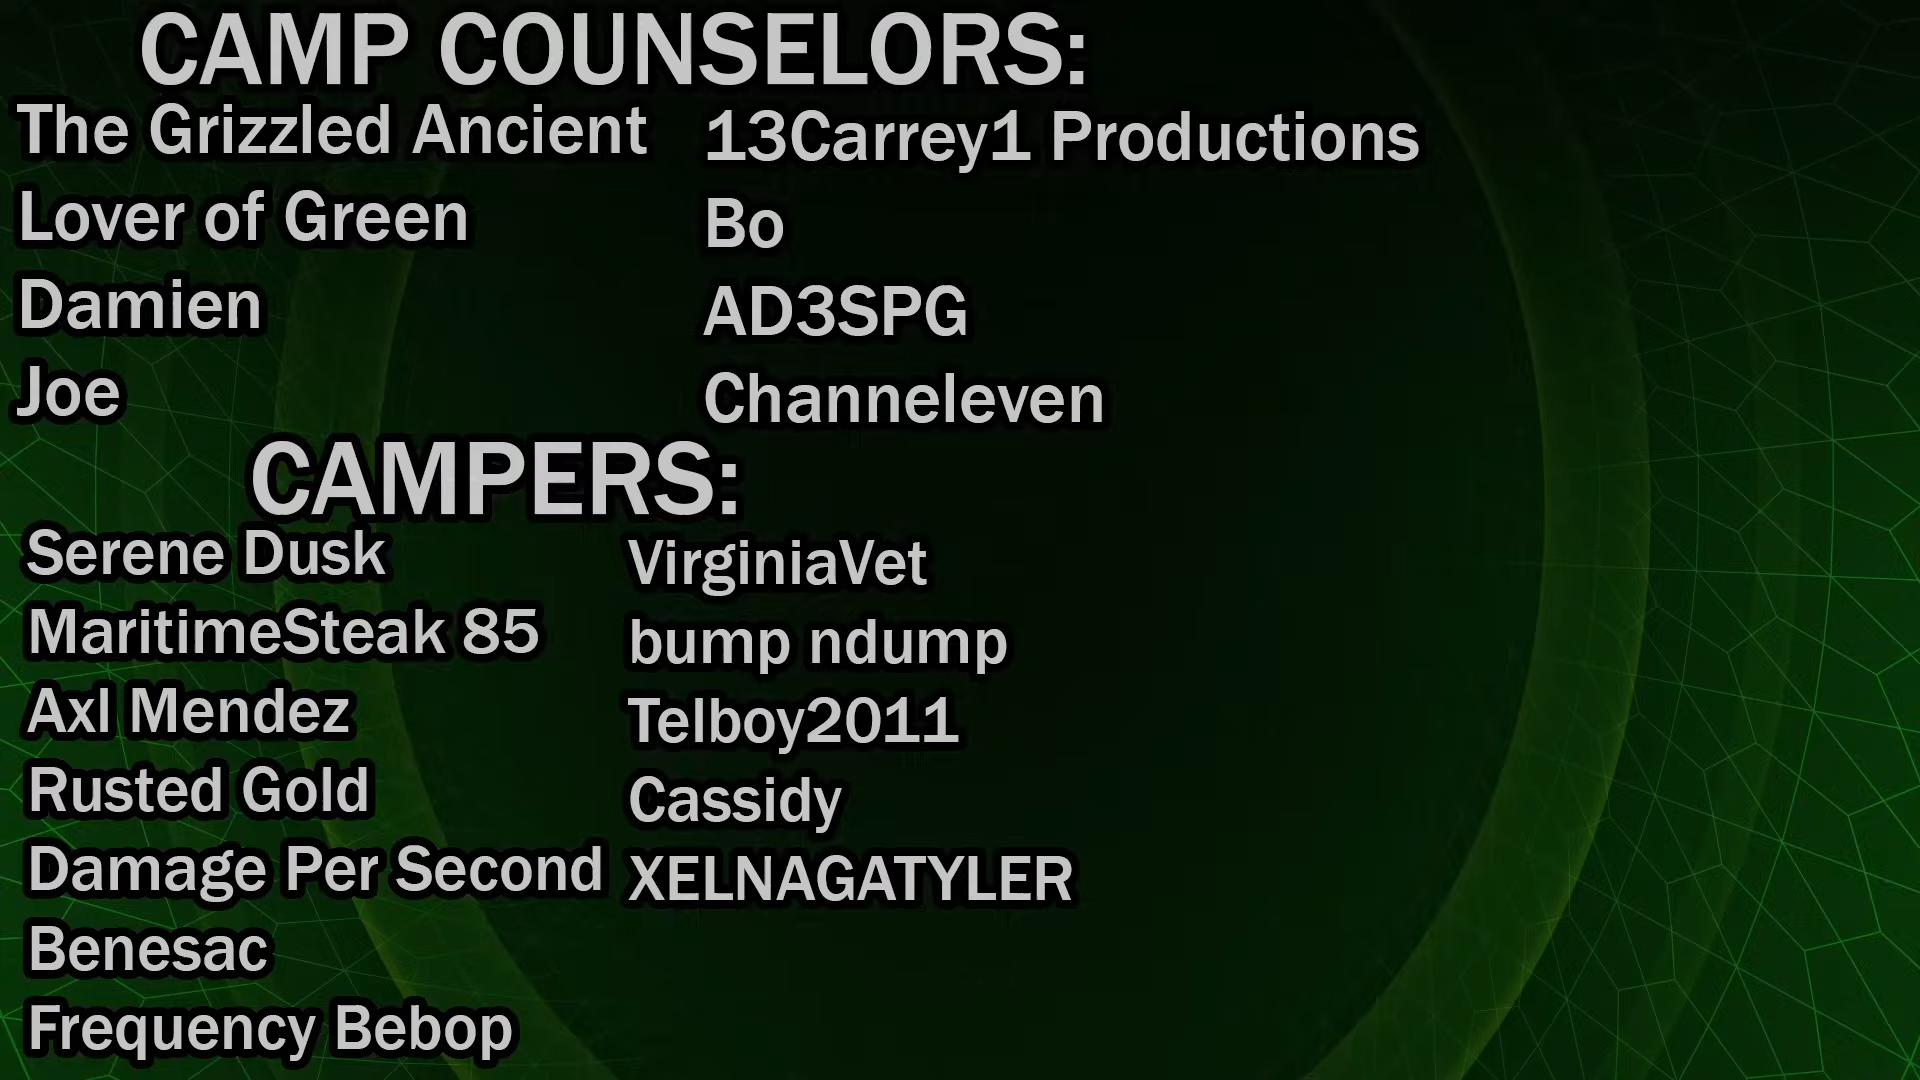 CAMP COUNSELORS:
The Grizzled Ancient
Lover of Green
Damien
Joe
13Carrey1 Productions
Bo
AD3SPG
Channeleven
CAMPERS:
Serene Dusk
MaritimeSteak 85
Axl Mendez
Rusted Gold
Damage Per Second
Benesac
Frequency Bebop
VirginiaVet
bump ndump
Telboy2011
Cassidy
XELNAGATYLER